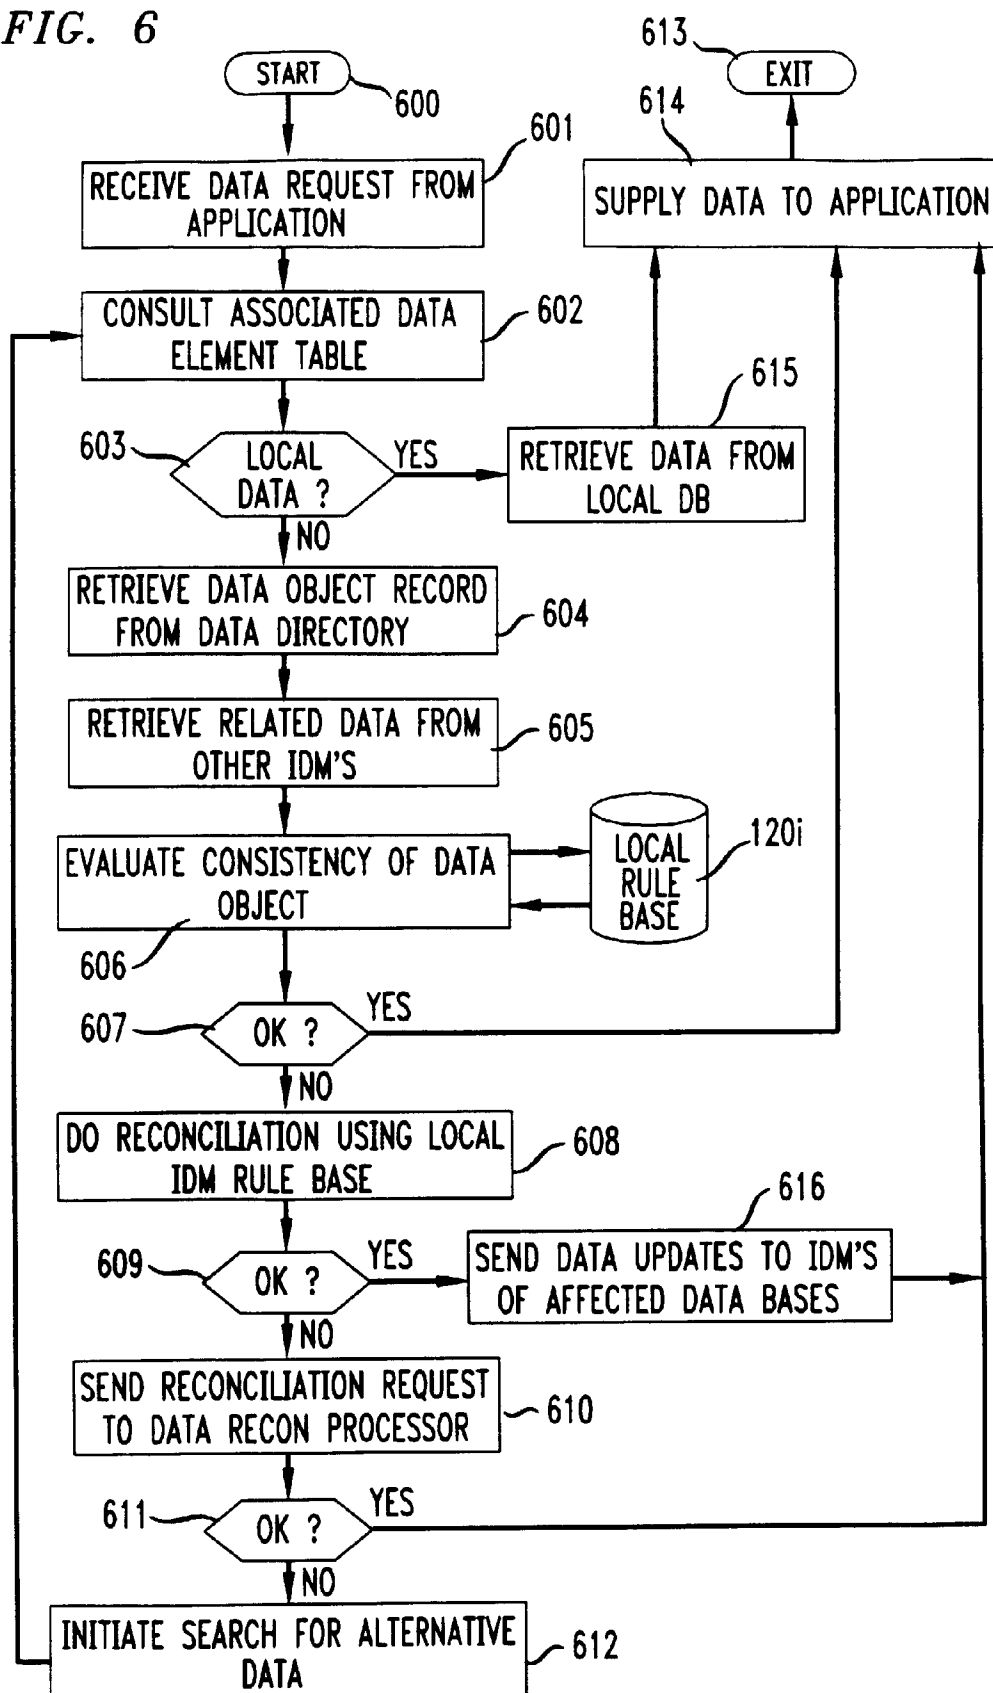 FIG. 6
START
600
613
EXIT
614
601
RECEIVE DATA REQUEST FROM
APPLICATION
SUPPLY DATA TO APPLICATION
CONSULT ASSOCIATED DATA
ELEMENT TABLE
602
603
LOCAL
DATA ?
YES
615
RETRIEVE DATA FROM
LOCAL DB
NO
RETRIEVE DATA OBJECT RECORD
FROM DATA DIRECTORY
604
RETRIEVE RELATED DATA FROM
OTHER IDM'S
605
EVALUATE CONSISTENCY OF DATA
OBJECT
606
LOCAL
RULE
BASE
120i
607
OK ?
YES
NO
DO RECONCILIATION USING LOCAL
IDM RULE BASE
608
609
OK ?
YES
616
SEND DATA UPDATES TO IDM'S
OF AFFECTED DATA BASES
NO
SEND RECONCILIATION REQUEST
TO DATA RECON PROCESSOR
610
611
OK ?
YES
NO
INITIATE SEARCH FOR ALTERNATIVE
DATA
612